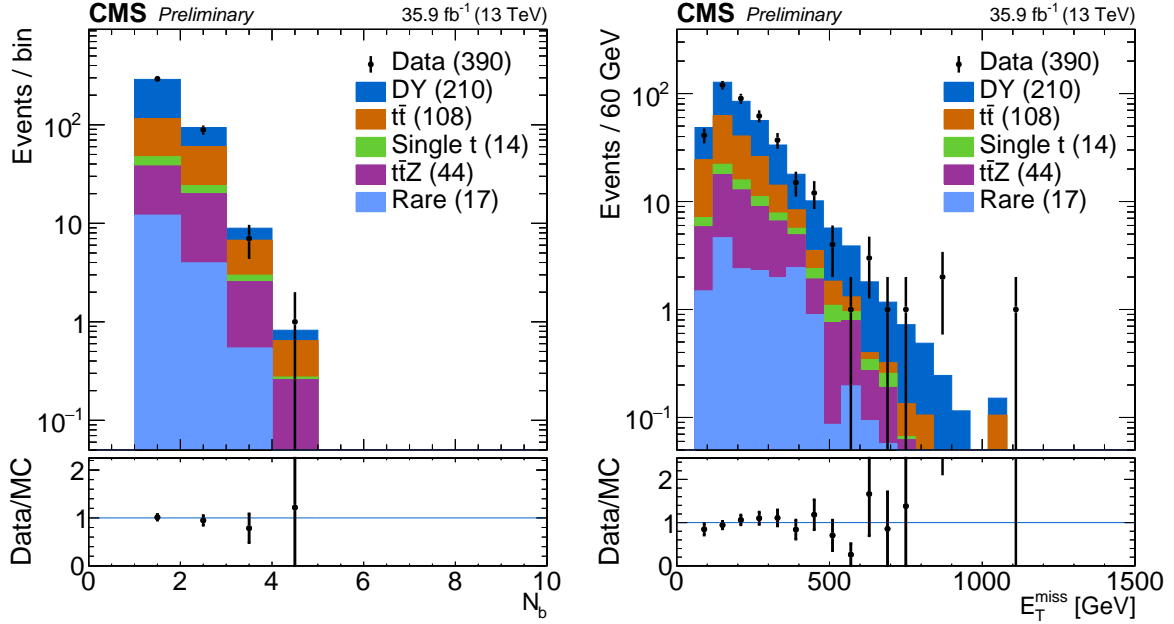 CMS Preliminary 35.9 fb⁻¹ (13 TeV)
Events / bin
10²
10
1
10⁻¹
Data (390)
DY (210)
tt̄ (108)
Single t (14)
tt̄Z (44)
Rare (17)
Data/MC
2
1
0
0 2 4 6 8 10
N_b
CMS Preliminary 35.9 fb⁻¹ (13 TeV)
Events / 60 GeV
10²
10
1
10⁻¹
Data (390)
DY (210)
tt̄ (108)
Single t (14)
tt̄Z (44)
Rare (17)
Data/MC
2
1
0
0 500 1000 1500
E_T^miss [GeV]